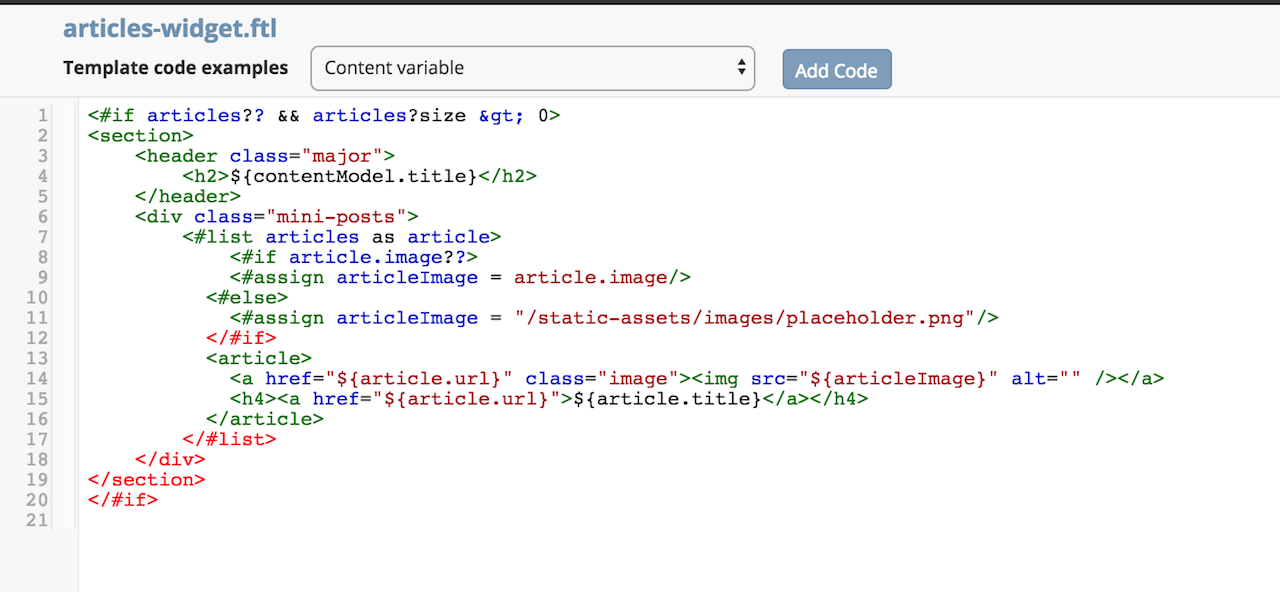 articles-widget.ftl
Template code examples Content variable Add Code
1 <#if articles?? && articles?size &gt; 0>
2 <section>
3 <header class="major">
4 <h2>${contentModel.title}</h2>
5 </header>
6 <div class="mini-posts">
7 <#list articles as article>
8 <#if article.image??>
9 <#assign articleImage = article.image/>
10 <#else>
11 <#assign articleImage = "/static-assets/images/placeholder.png"/>
12 </#if>
13 <article>
14 <a href="${article.url}" class="image"><img src="${articleImage}" alt="" /></a>
15 <h4><a href="${article.url}">${article.title}</a></h4>
16 </article>
17 </#list>
18 </div>
19 </section>
20 </#if>
21